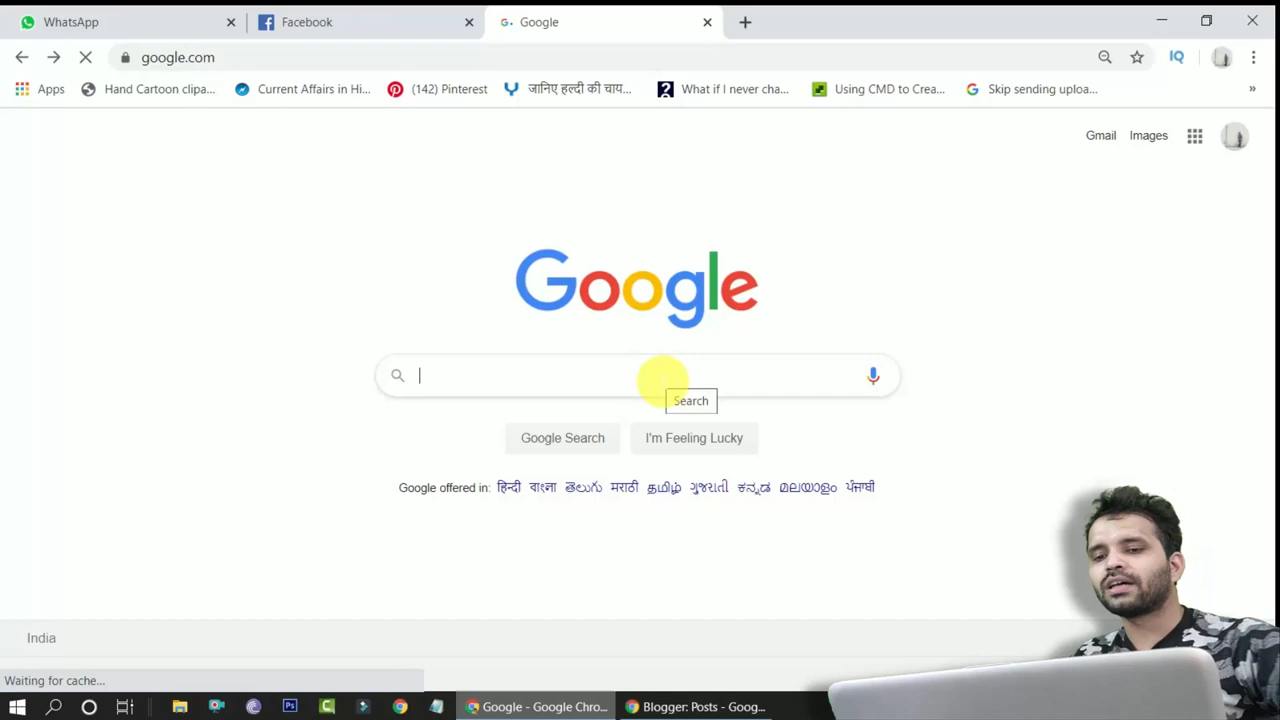 WhatsApp
Facebook
Google
google.com
Apps
Hand Cartoon clipa...
Current Affairs in Hi...
(142) Pinterest
जानिए हल्दी की चाय...
What if I never cha...
Using CMD to Crea...
Skip sending uploa...
Gmail Images
Google
Search
Google Search
I'm Feeling Lucky
Google offered in: हिन्दी বাংলা తెలుగు मराठी தமிழ் ગુજરાતી ಕನ್ನಡ മലയാളം ਪੰਜਾਬੀ
India
Waiting for cache...
Google - Google Chro...
Blogger: Posts - Goog...